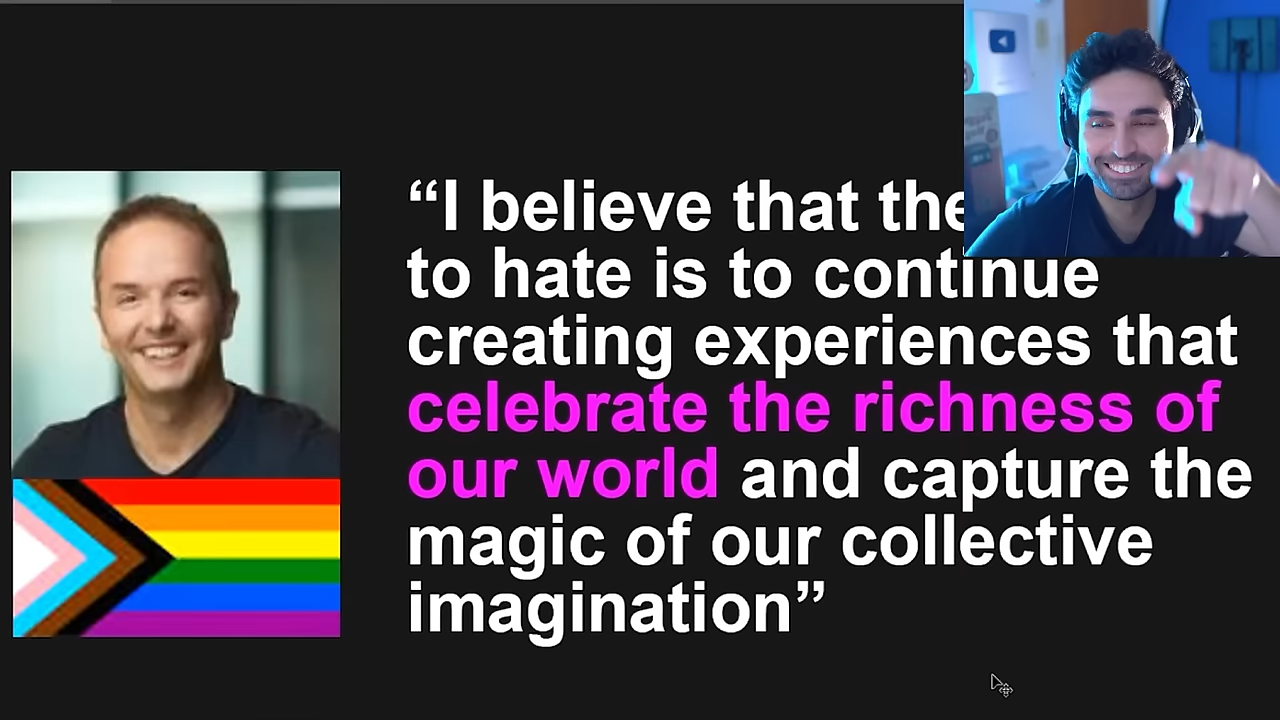 “I believe that the
to hate is to continue
creating experiences that
celebrate the richness of
our world and capture the
magic of our collective
imagination”